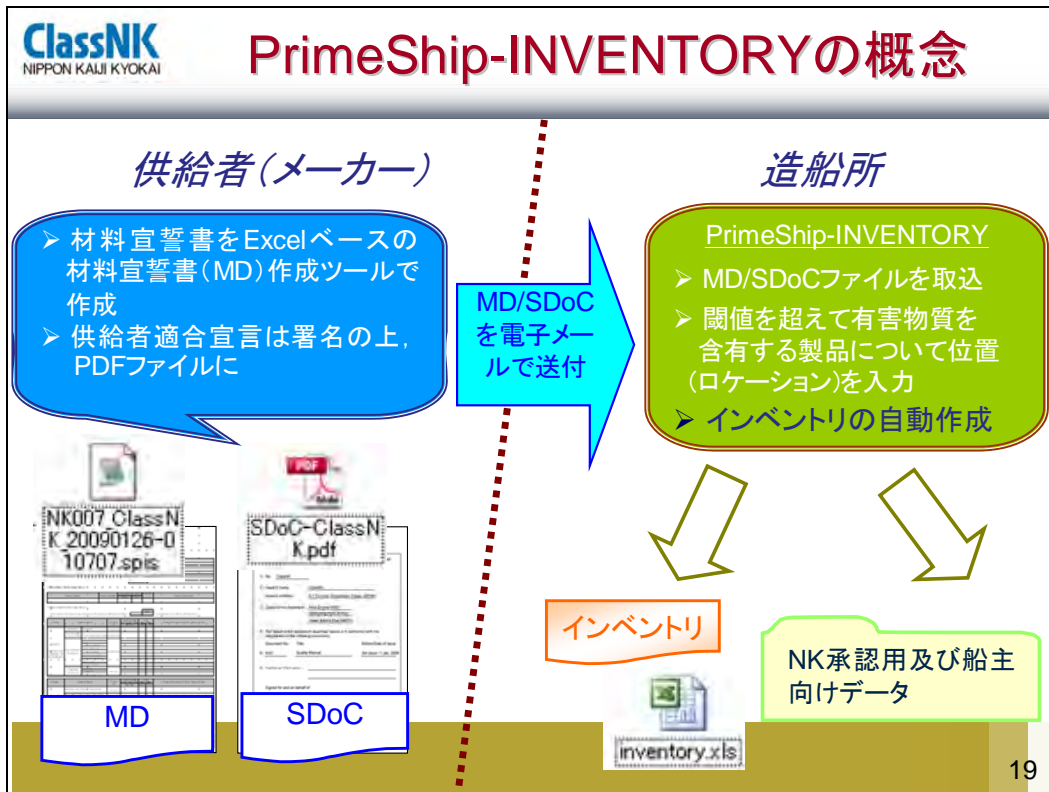 ClassNK
NIPPON KAIJI KYOKAI
PrimeShip-INVENTORYの概念
供給者(メーカー)
造船所
➢ 材料宣誓書をExcelベースの
材料宣誓書(MD)作成ツールで
作成
➢ 供給者適合宣言は署名の上,
PDFファイルに
MD/SDoC
を電子メー
ルで送付
PrimeShip-INVENTORY
➢ MD/SDoCファイルを取込
➢ 閾値を超えて有害物質を
含有する製品について位置
(ロケーション)を入力
➢ インベントリの自動作成
NK007_ClassN
K_20090126-0
10707.spis
PDF
Adobe
SDoC-ClassN
K.pdf
MD
SDoC
インベントリ
inventory.xls
NK承認用及び船主
向けデータ
19